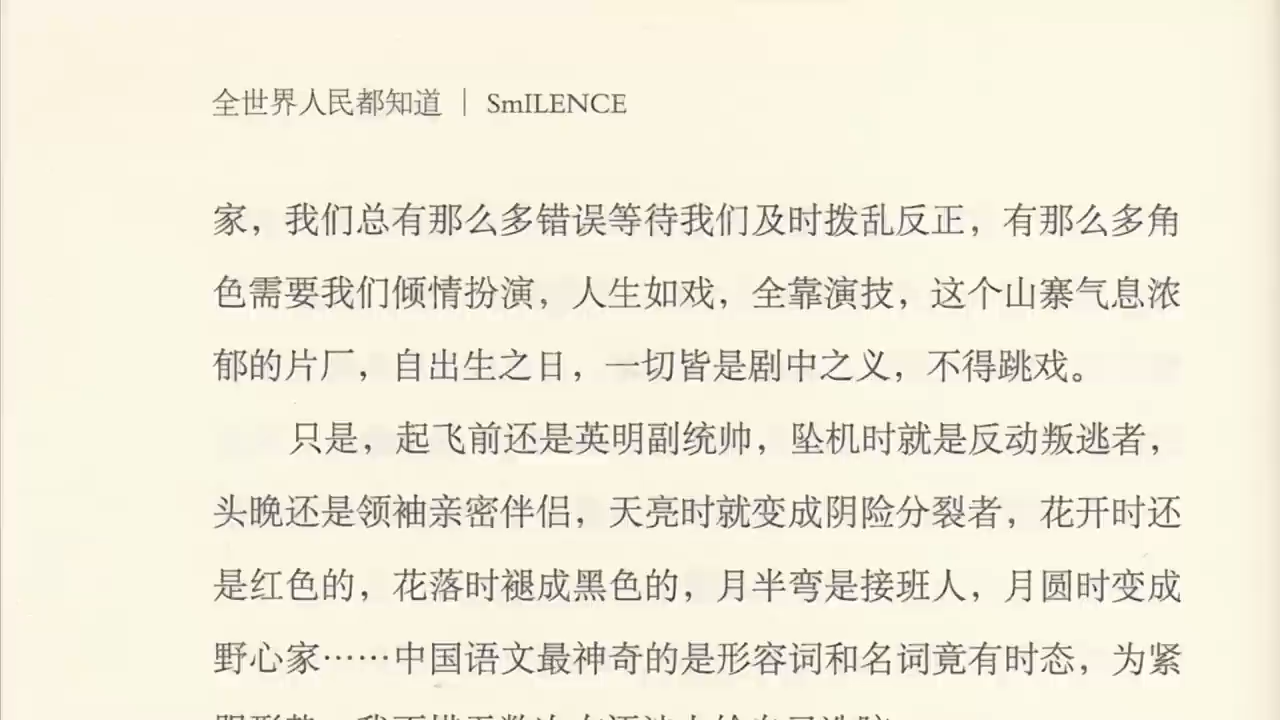 全世界人民都知道 | SmILENCE
家，我们总有那么多错误等待我们及时拨乱反正，有那么多角
色需要我们倾情扮演，人生如戏，全靠演技，这个山寨气息浓
郁的片厂，自出生之日，一切皆是剧中之义，不得跳戏。
只是，起飞前还是英明副统帅，坠机时就是反动叛逃者，
头晚还是领袖亲密伴侣，天亮时就变成阴险分裂者，花开时还
是红色的，花落时褪成黑色的，月半弯是接班人，月圆时变成
野心家……中国语文最神奇的是形容词和名词竟有时态，为紧